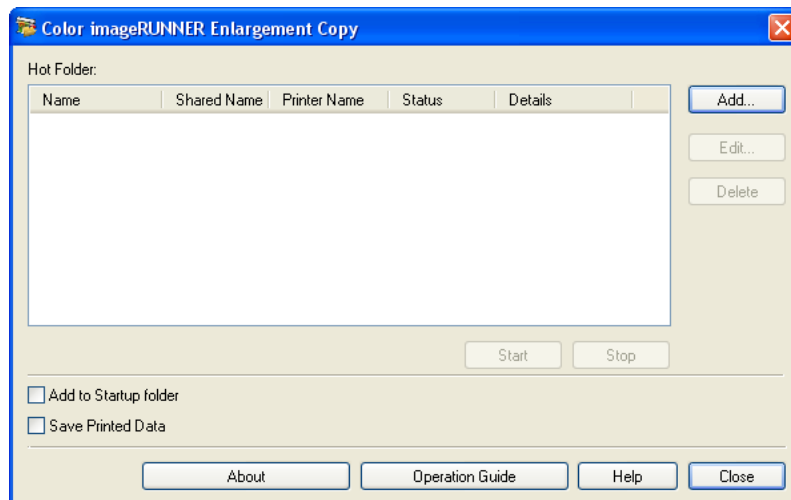 Color imageRUNNER Enlargement Copy
Hot Folder:
Name Shared Name Printer Name Status Details
Add...
Edit...
Delete
Start Stop
Add to Startup folder
Save Printed Data
About Operation Guide Help Close